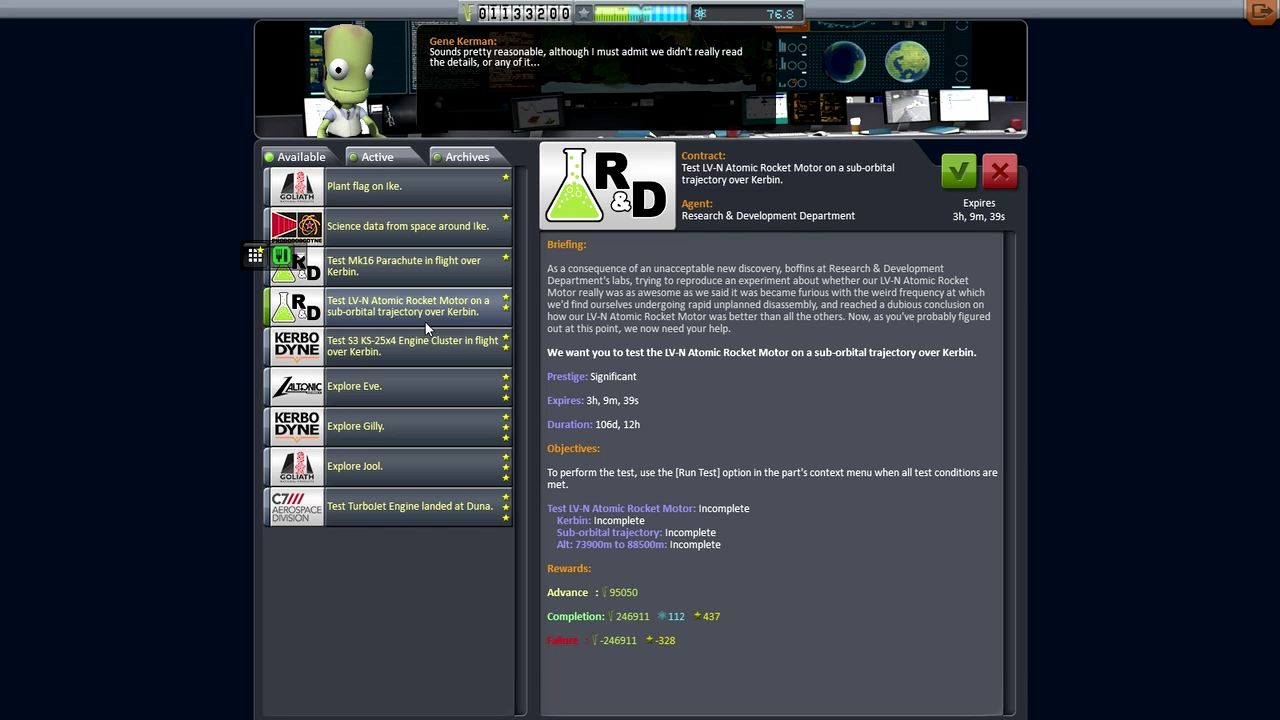 01133200
76.8
Gene Kerman:
Sounds pretty reasonable, although I must admit we didn't really read
the details, or any of it...
Available
Active
Archives
GOLIATH
Plant flag on Ike.
Science data from space around Ike.
R&D
Test Mk16 Parachute in flight over
Kerbin.
R&D
Test LV-N Atomic Rocket Motor on a
sub-orbital trajectory over Kerbin.
KERBO
DYNE
Test S3 KS-25x4 Engine Cluster in flight
over Kerbin.
ZALTONIC
Explore Eve.
KERBO
DYNE
Explore Gilly.
GOLIATH
Explore Jool.
C7///
AEROSPACE
DIVISION
Test TurboJet Engine landed at Duna.
R&D
Contract:
Test LV-N Atomic Rocket Motor on a sub-orbital
trajectory over Kerbin.
Agent:
Research & Development Department
Expires
3h, 9m, 39s
Briefing:
As a consequence of an unacceptable new discovery, boffins at Research & Development
Department's labs, trying to reproduce an experiment about whether our LV-N Atomic Rocket
Motor really was as awesome as we said it was became furious with the weird frequency at which
we'd find ourselves undergoing rapid unplanned disassembly, and reached a dubious conclusion on
how our LV-N Atomic Rocket Motor was better than all the others. Now, as you've probably figured
out at this point, we now need your help.
We want you to test the LV-N Atomic Rocket Motor on a sub-orbital trajectory over Kerbin.
Prestige: Significant
Expires: 3h, 9m, 39s
Duration: 106d, 12h
Objectives:
To perform the test, use the [Run Test] option in the part's context menu when all test conditions are
met.
Test LV-N Atomic Rocket Motor: Incomplete
Kerbin: Incomplete
Sub-orbital trajectory: Incomplete
Alt: 73900m to 88500m: Incomplete
Rewards:
Advance : 95050
Completion: 246911 112 437
Failure : -246911 -328